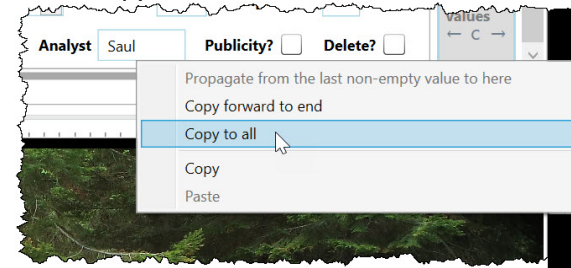 Values
← C →
Analyst Saul Publicity? Delete?
Propagate from the last non-empty value to here
Copy forward to end
Copy to all
Copy
Paste